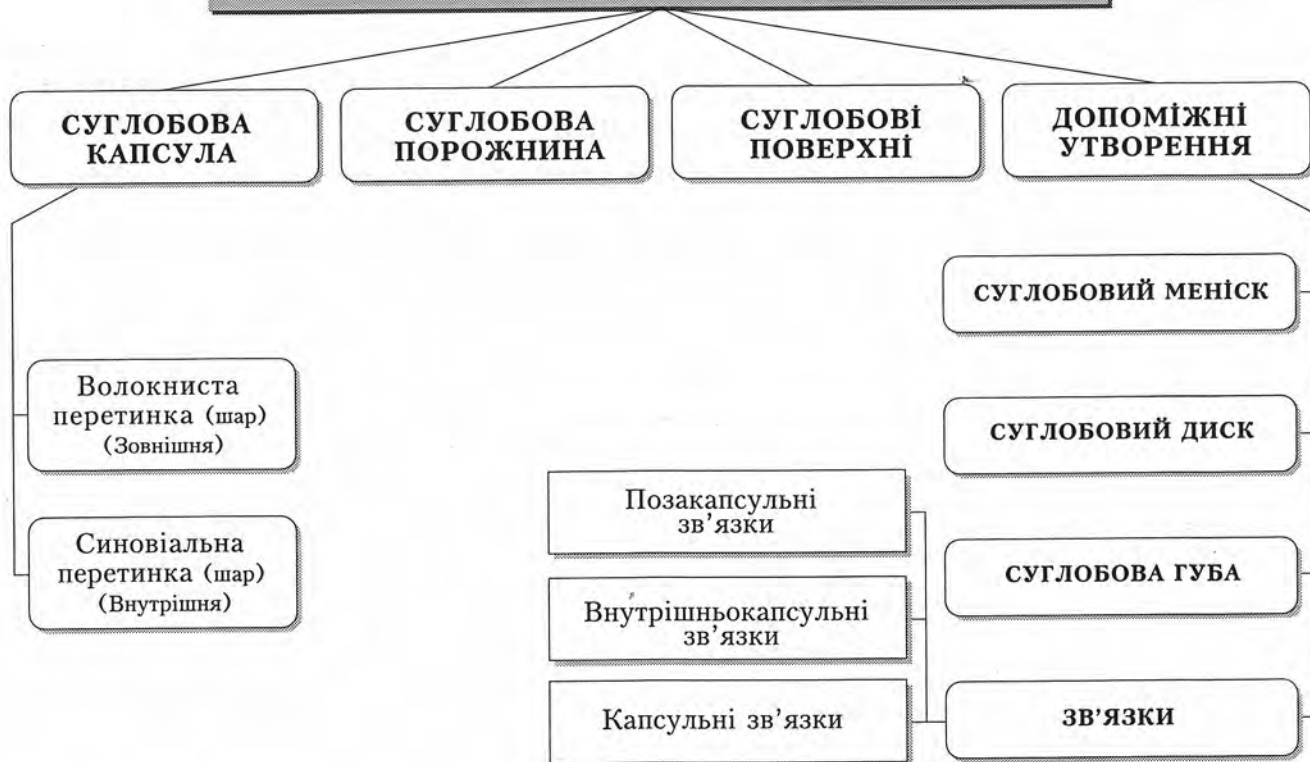 СУГЛОБОВА
КАПСУЛА
СУГЛОБОВА
ПОРОЖНИНА
СУГЛОБОВІ
ПОВЕРХНІ
ДОПОМІЖНІ
УТВОРЕННЯ
Волокниста
перетинка (шар)
(Зовнішня)
Синовіальна
перетинка (шар)
(Внутрішня)
СУГЛОБОВИЙ МЕНІСК
СУГЛОБОВИЙ ДИСК
СУГЛОБОВА ГУБА
ЗВ’ЯЗКИ
Позакапсульні
зв’язки
Внутрішньокапсульні
зв’язки
Капсульні зв’язки